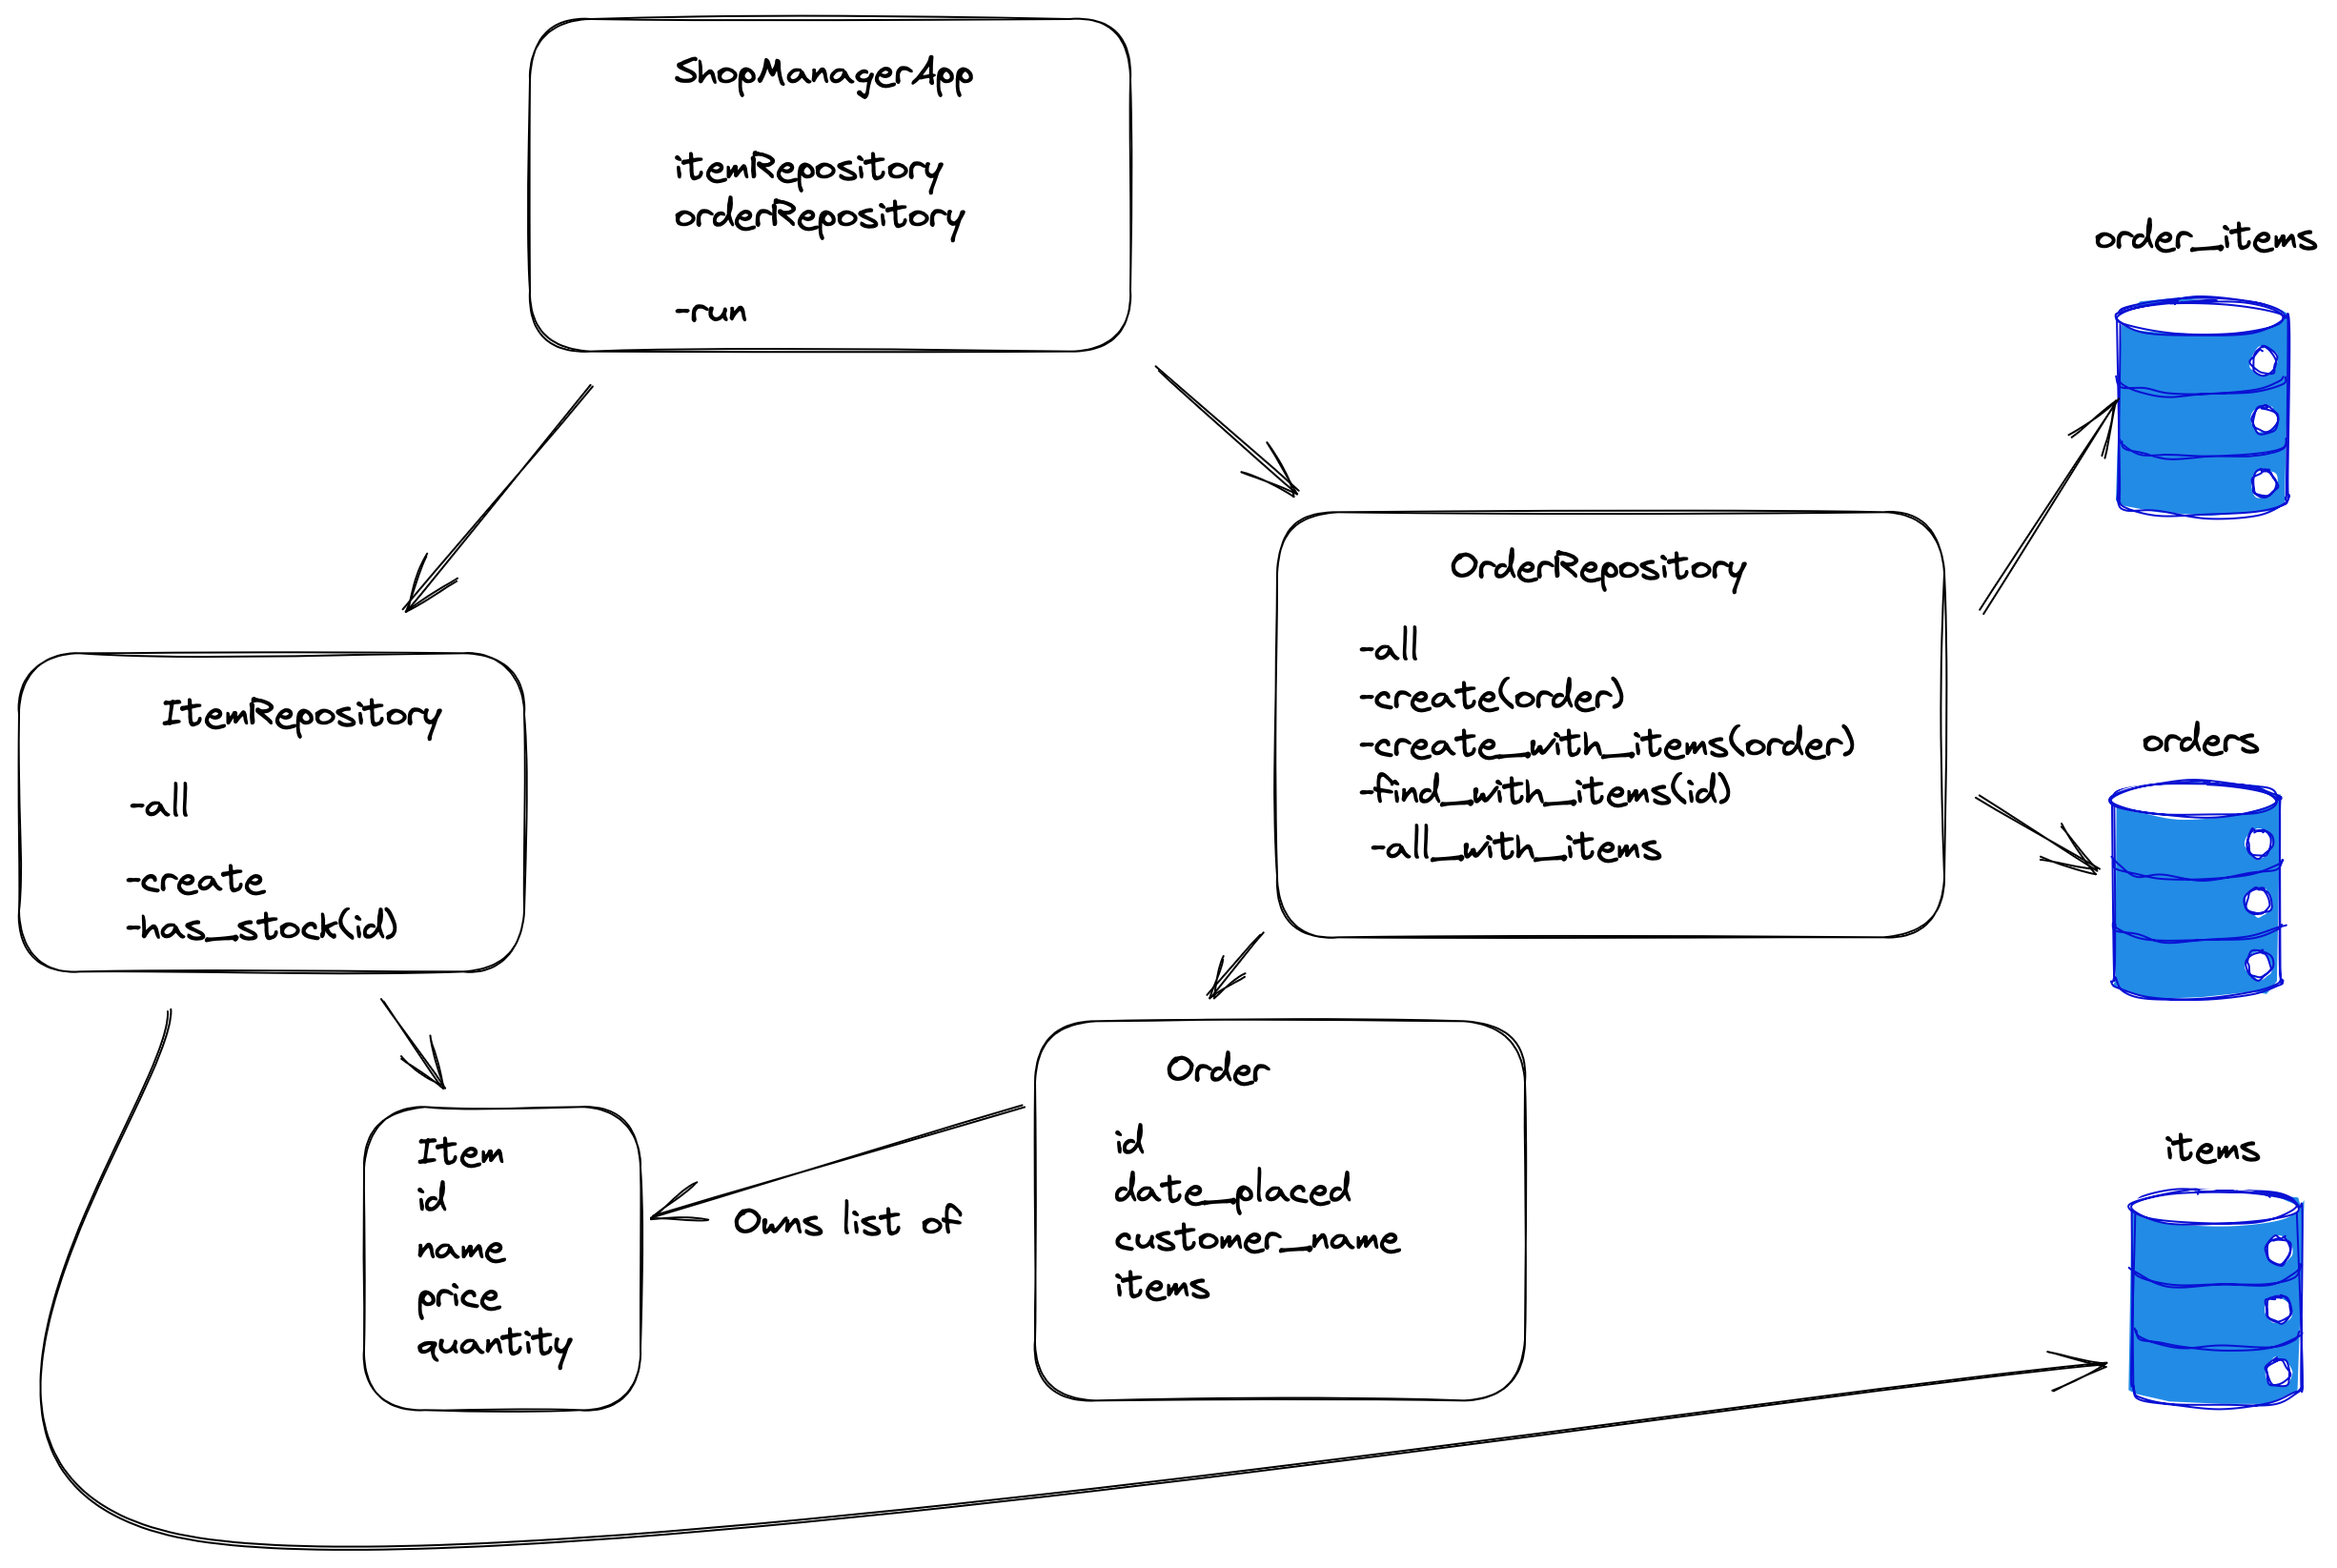 ShopManagerApp
itemRepository
orderRepository
-run
order_items
OrderRepository
-all
-create(order)
-create_with_items(order)
-find_with_items(id)
-all_with_items
orders
ItemRepository
-all
-create
-has_stock(id)
Order
id
date_placed
customer_name
items
Item
id
name
price
quantity
Owns list of
items